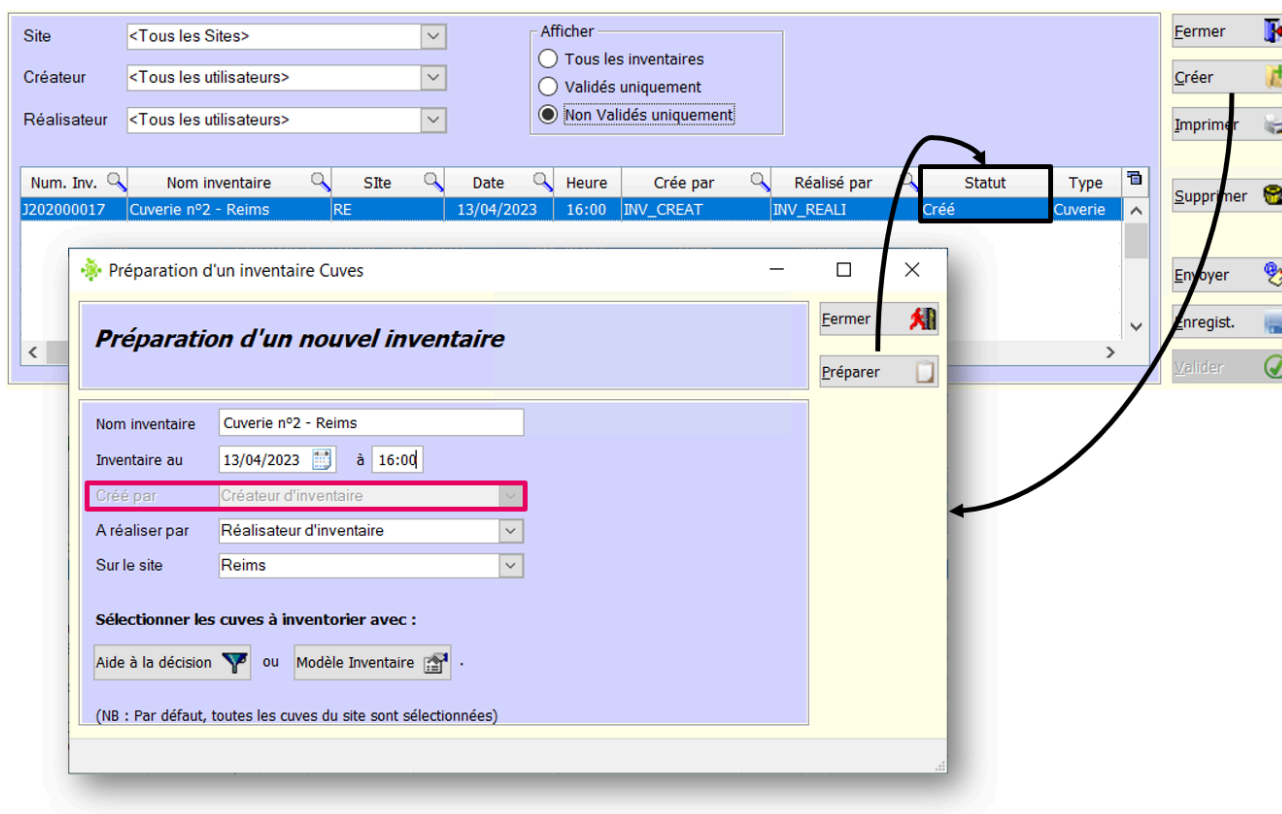 Site <Tous les Sites>
Créateur <Tous les utilisateurs>
Réalisateur <Tous les utilisateurs>
Afficher
Tous les inventaires
Validés uniquement
Non Validés uniquement
Fermer
Créer
Imprimer
Supprimer
Envoyer
Enregist.
Valider
Num. Inv. Nom inventaire SIte Date Heure Crée par Réalisé par Statut Type
J202000017 Cuverie n°2 - Reims RE 13/04/2023 16:00 INV_CREAT INV_REALI Créé Cuverie
Préparation d'un inventaire Cuves
Préparation d'un nouvel inventaire
Fermer
Préparer
Nom inventaire Cuverie n°2 - Reims
Inventaire au 13/04/2023 à 16:00
Créé par Créateur d'inventaire
A réaliser par Réalisateur d'inventaire
Sur le site Reims
Sélectionner les cuves à inventorier avec :
Aide à la décision ou Modèle Inventaire .
(NB : Par défaut, toutes les cuves du site sont sélectionnées)